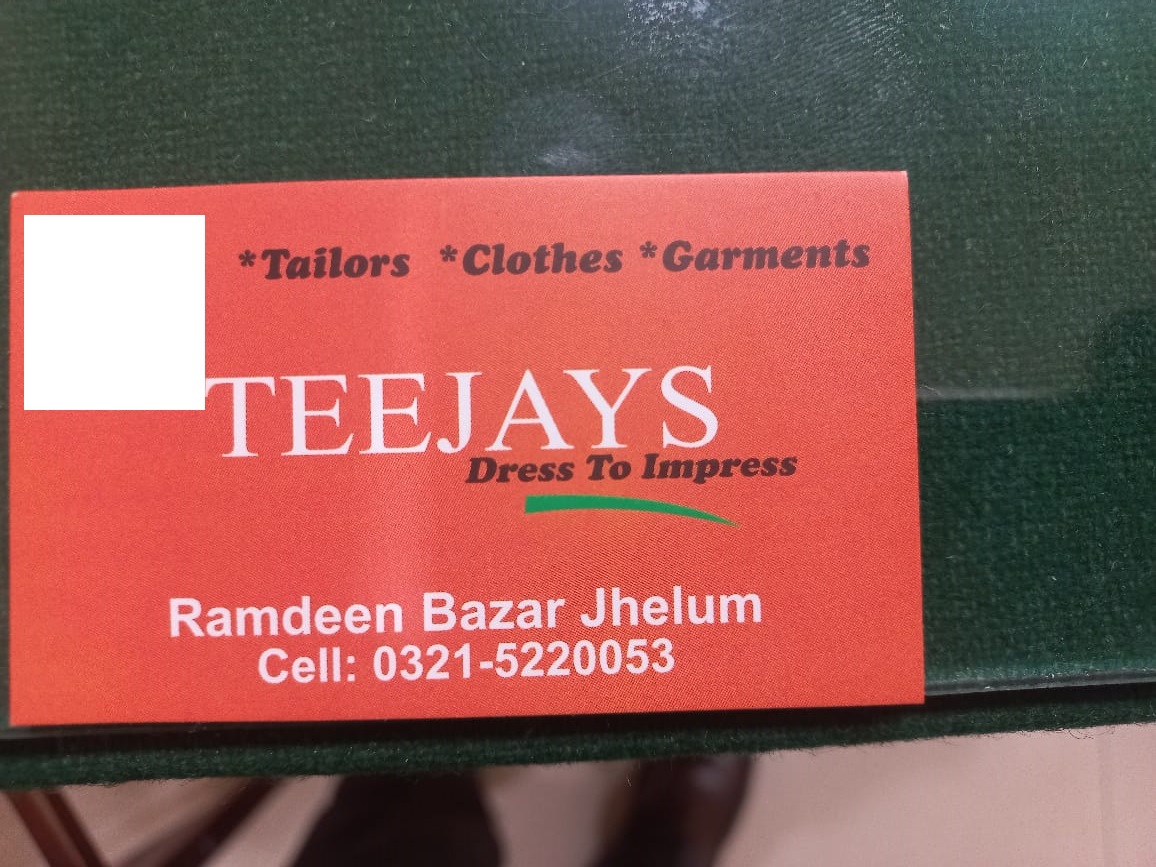 *Tailors *Clothes *Garments
TEEJAYS
Dress To Impress
Ramdeen Bazar Jhelum
Cell: 0321-5220053